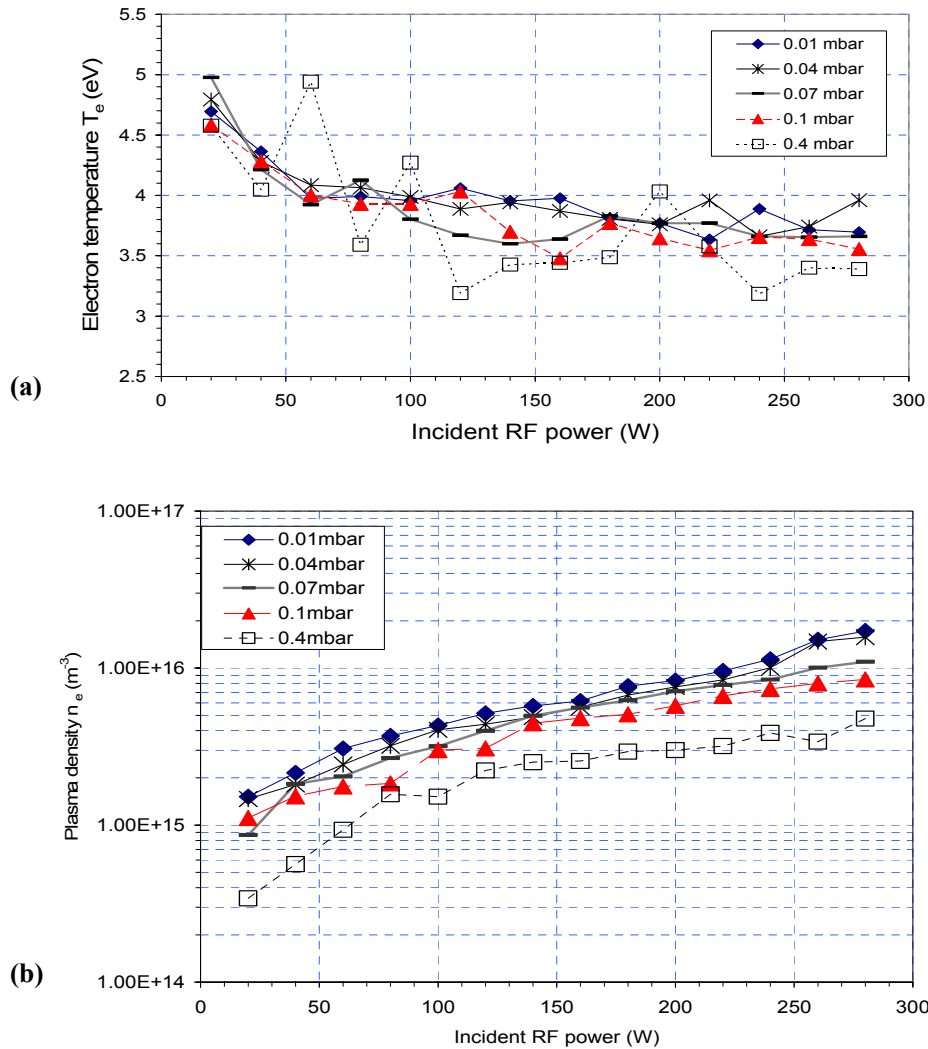 0.01 mbar
0.04 mbar
0.07 mbar
0.1 mbar
0.4 mbar
Electron temperature Te (eV)
5
4.5
4
3.5
3
2.5
0 50 100 150 200 250 300
Incident RF power (W)
(a)
1.00E+17
1.00E+16
1.00E+15
1.00E+14
0.01mbar
0.04mbar
0.07mbar
0.1mbar
0.4mbar
Plasma density n e (m-3)
0 50 100 150 200 250 300
Incident RF power (W)
(b)